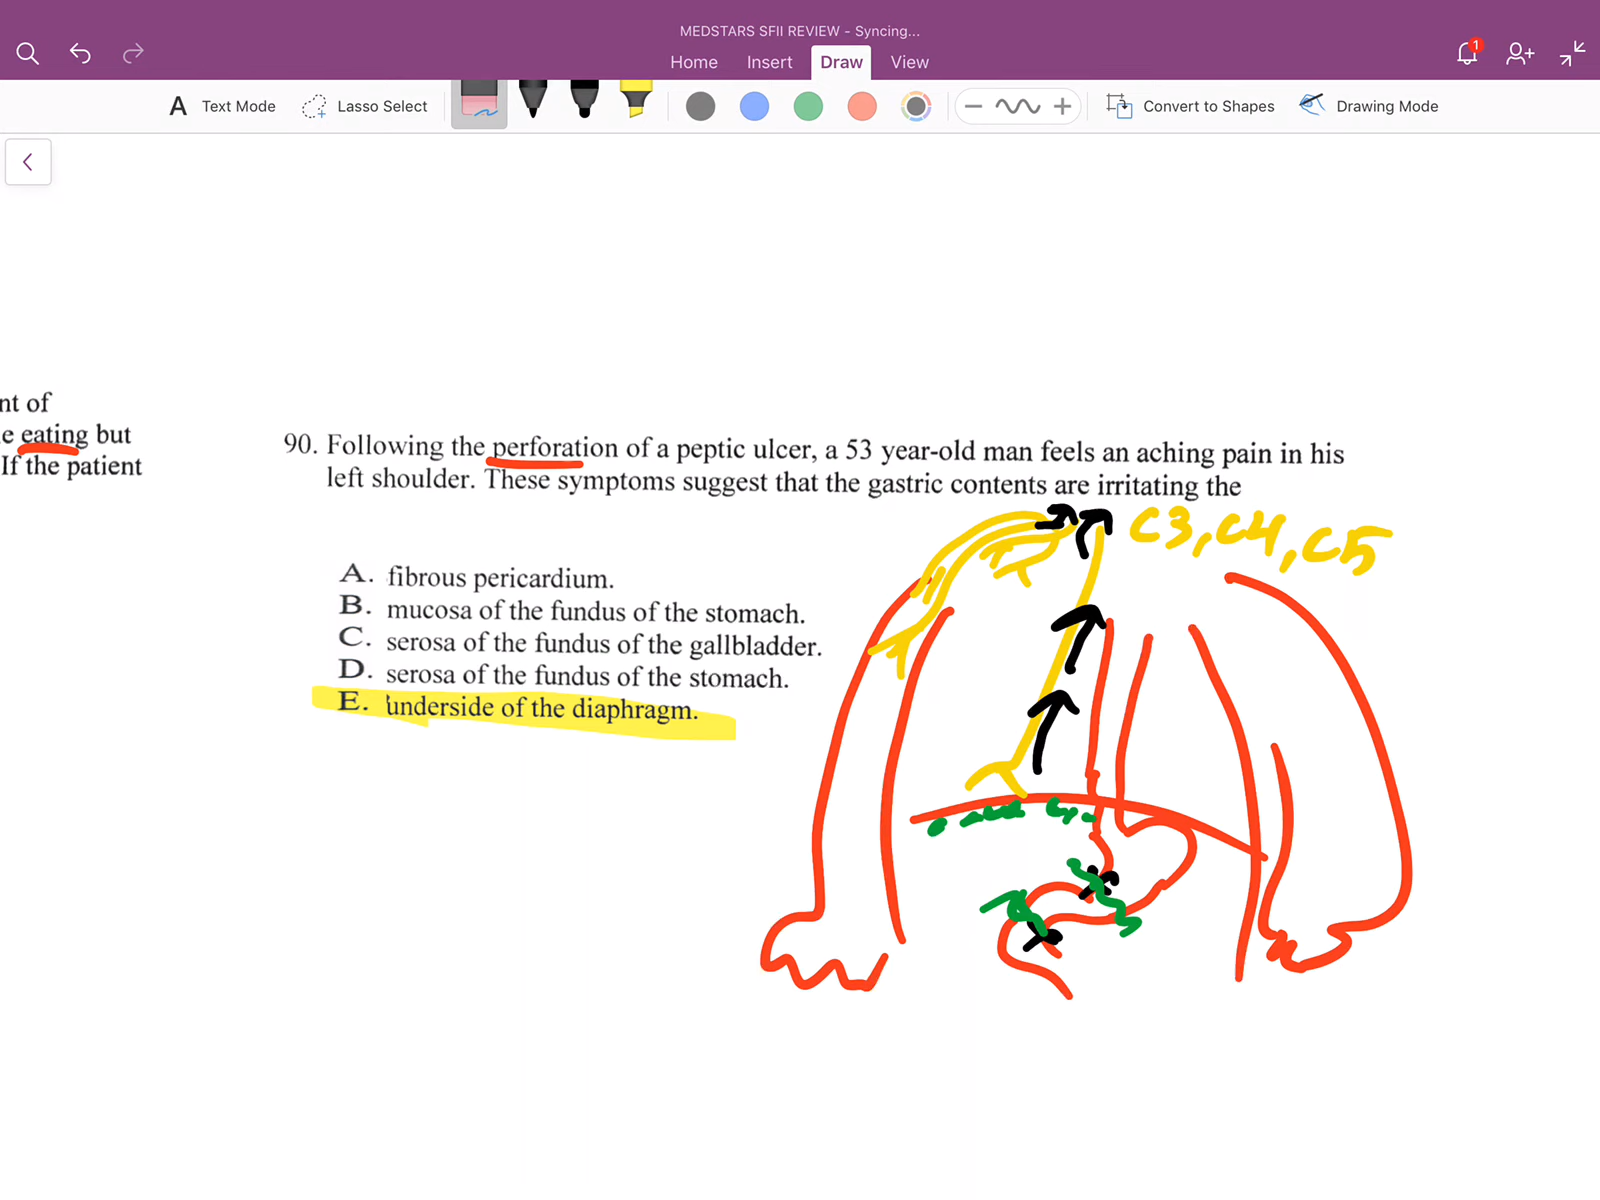 MEDSTARS SFII REVIEW - Syncing...
Home Insert Draw View
1
A Text Mode Lasso Select Convert to Shapes Drawing Mode
nt of
e eating but
If the patient
90. Following the perforation of a peptic ulcer, a 53 year-old man feels an aching pain in his
left shoulder. These symptoms suggest that the gastric contents are irritating the
C3, C4, C5
A. fibrous pericardium.
B. mucosa of the fundus of the stomach.
C. serosa of the fundus of the gallbladder.
D. serosa of the fundus of the stomach.
E. underside of the diaphragm.